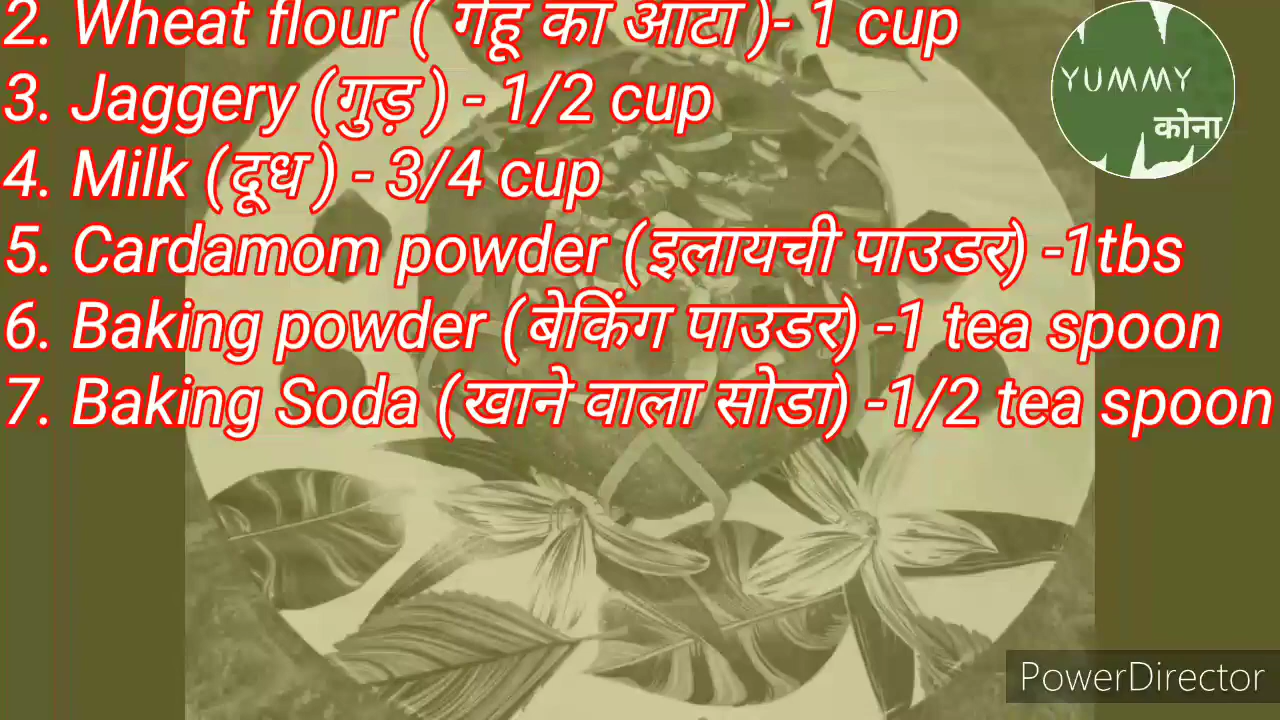 2. Wheat flour ( गेहू का आटा )- 1 cup
3. Jaggery (गुड़ ) - 1/2 cup
4. Milk (दूध ) - 3/4 cup
5. Cardamom powder (इलायची पाउडर) -1tbs
6. Baking powder (बेकिंग पाउडर) -1 tea spoon
7. Baking Soda (खाने वाला सोडा) -1/2 tea spoon
YUMMY
कोना
PowerDirector